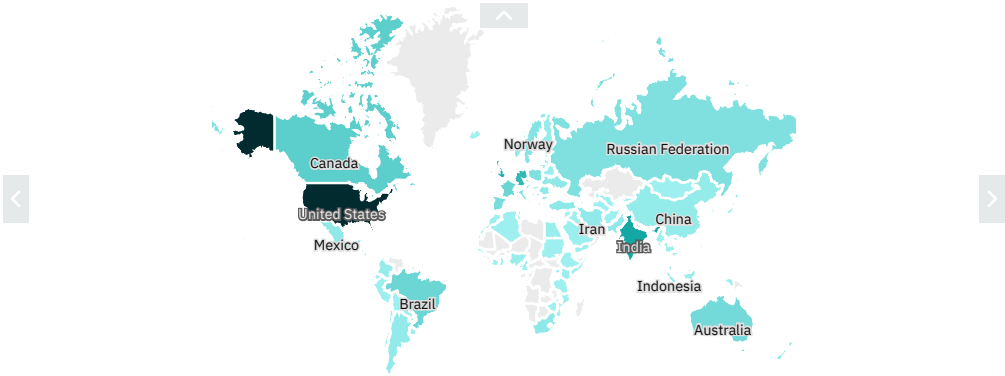 Norway
Russian Federation
Canada
United States
China
Iran
Mexico
India
Indonesia
Brazil
Australia